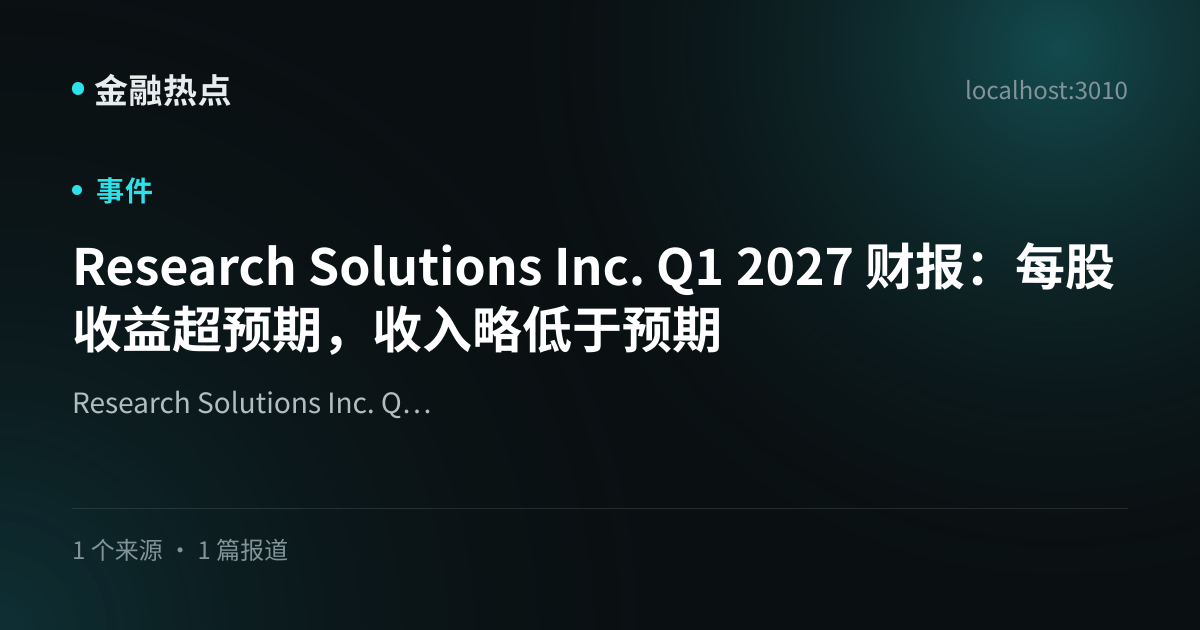 金融热点
localhost:3010
事件
Research Solutions Inc. Q1 2027 财报：每股
收益超预期，收入略低于预期
Research Solutions Inc. Q…
1 个来源 • 1 篇报道